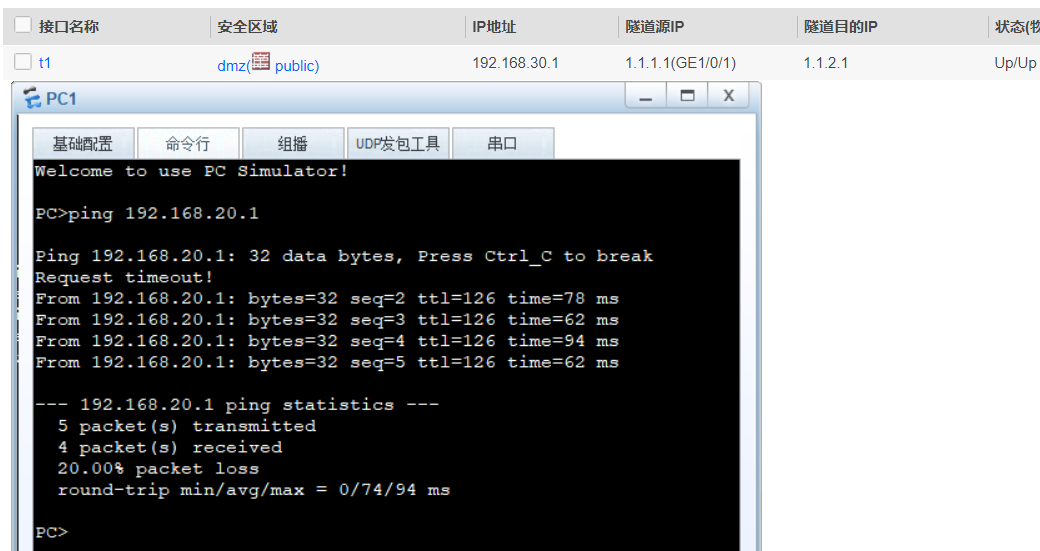 接口名称 安全区域 IP地址 隧道源IP 隧道目的IP 状态(物
t1 dmz( public) 192.168.30.1 1.1.1.1(GE1/0/1) 1.1.2.1 Up/Up
PC1
基础配置 命令行 组播 UDP发包工具 串口
Welcome to use PC Simulator!
PC>ping 192.168.20.1
Ping 192.168.20.1: 32 data bytes, Press Ctrl_C to break
Request timeout!
From 192.168.20.1: bytes=32 seq=2 ttl=126 time=78 ms
From 192.168.20.1: bytes=32 seq=3 ttl=126 time=62 ms
From 192.168.20.1: bytes=32 seq=4 ttl=126 time=94 ms
From 192.168.20.1: bytes=32 seq=5 ttl=126 time=62 ms
--- 192.168.20.1 ping statistics ---
5 packet(s) transmitted
4 packet(s) received
20.00% packet loss
round-trip min/avg/max = 0/74/94 ms
PC>